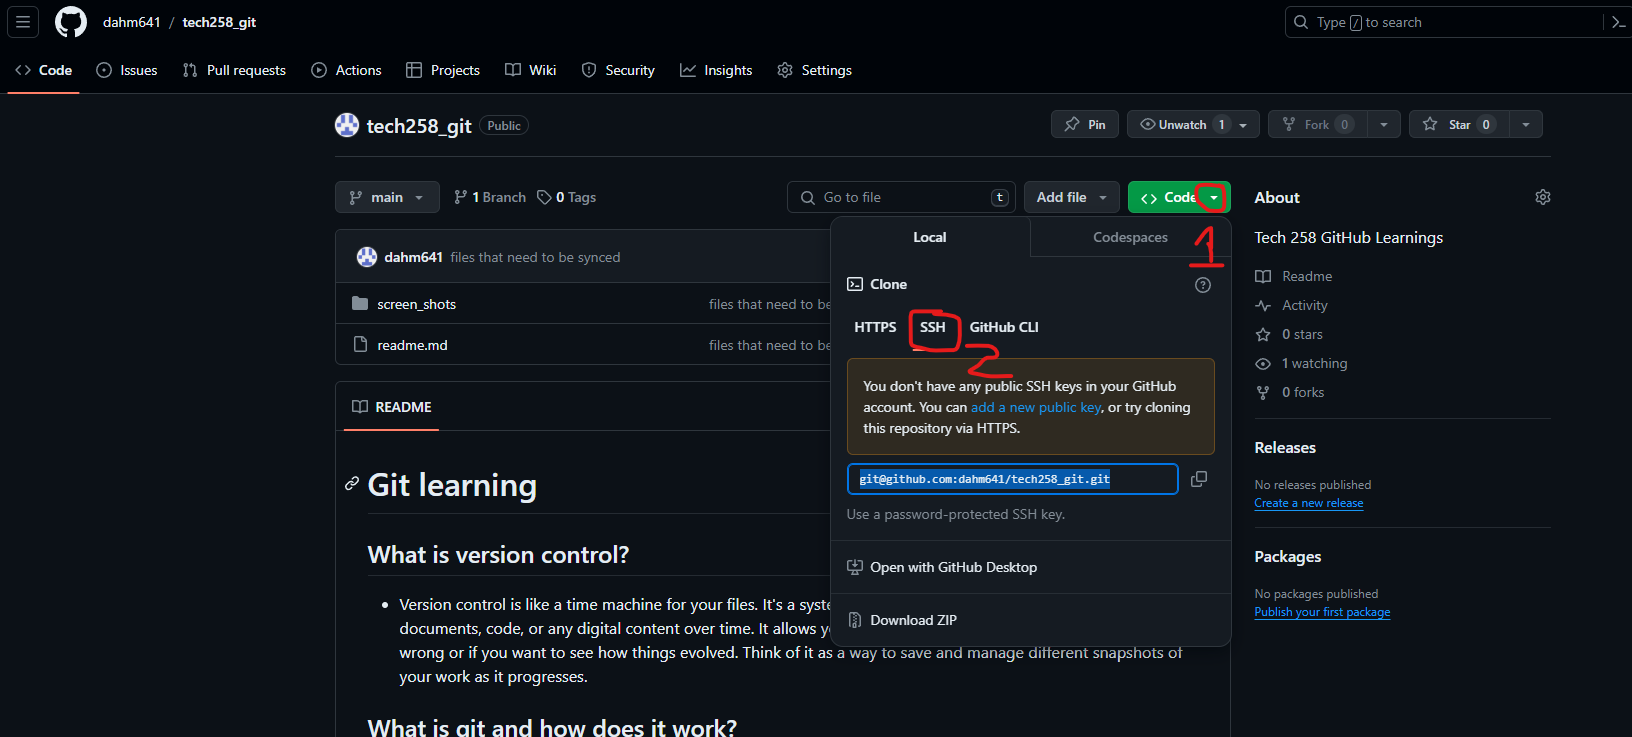 dahm641 / tech258_git
Type / to search
Code Issues Pull requests Actions Projects Wiki Security Insights Settings
tech258_git Public
Pin Unwatch 1 Fork 0 Star 0
main 1 Branch 0 Tags
Go to file t
Add file
Code
1
Local Codespaces
Clone
HTTPS SSH GitHub CLI
2
You don't have any public SSH keys in your GitHub
account. You can add a new public key, or try cloning
this repository via HTTPS.
git@github.com:dahm641/tech258_git.git
Use a password-protected SSH key.
Open with GitHub Desktop
Download ZIP
dahm641 files that need to be synced
screen_shots files that need to be
readme.md files that need to be
README
Git learning
What is version control?
Version control is like a time machine for your files. It's a
documents, code, or any digital content over time. It allows
wrong or if you want to see how things evolved. Think of it as a way to save and manage different snapshots of
your work as it progresses.
What is git and how does it work?
About
Tech 258 GitHub Learnings
Readme
Activity
0 stars
1 watching
0 forks
Releases
No releases published
Create a new release
Packages
No packages published
Publish your first package